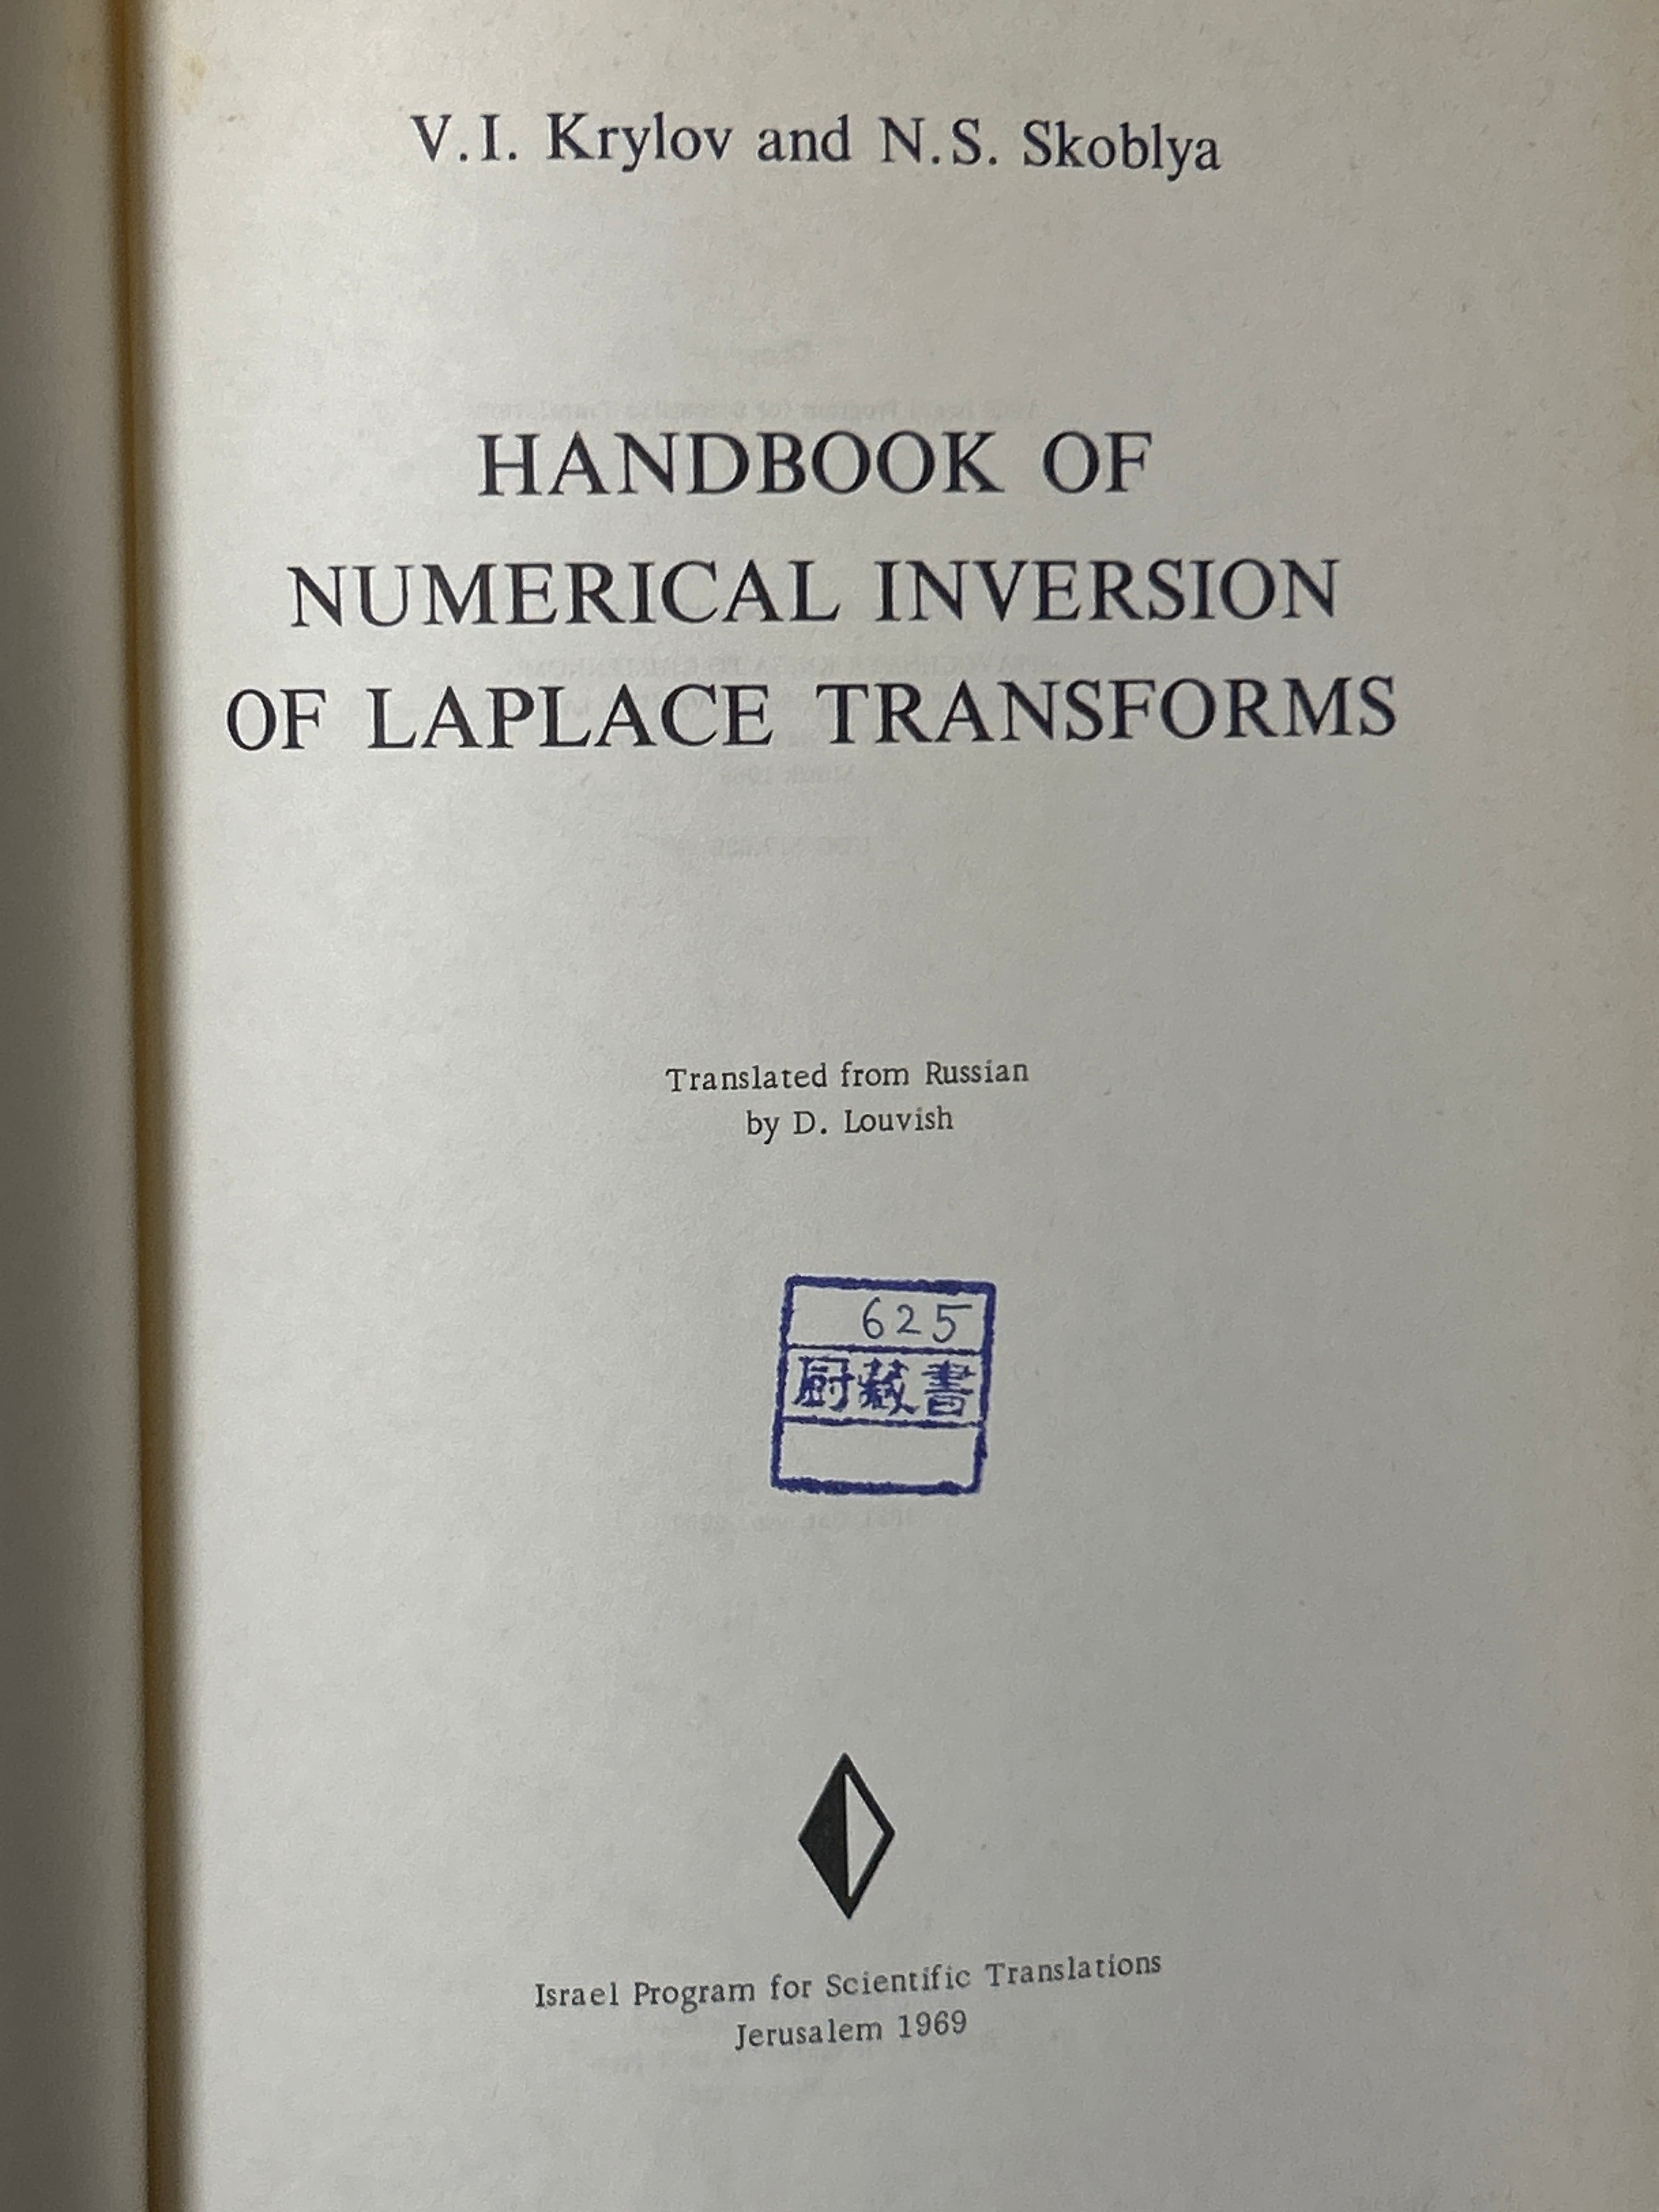 V.I. Krylov and N.S. Skoblya
HANDBOOK OF
NUMERICAL INVERSION
OF LAPLACE TRANSFORMS
Translated from Russian
by D. Louvish
625
厨藏書
Israel Program for Scientific Translations
Jerusalem 1969